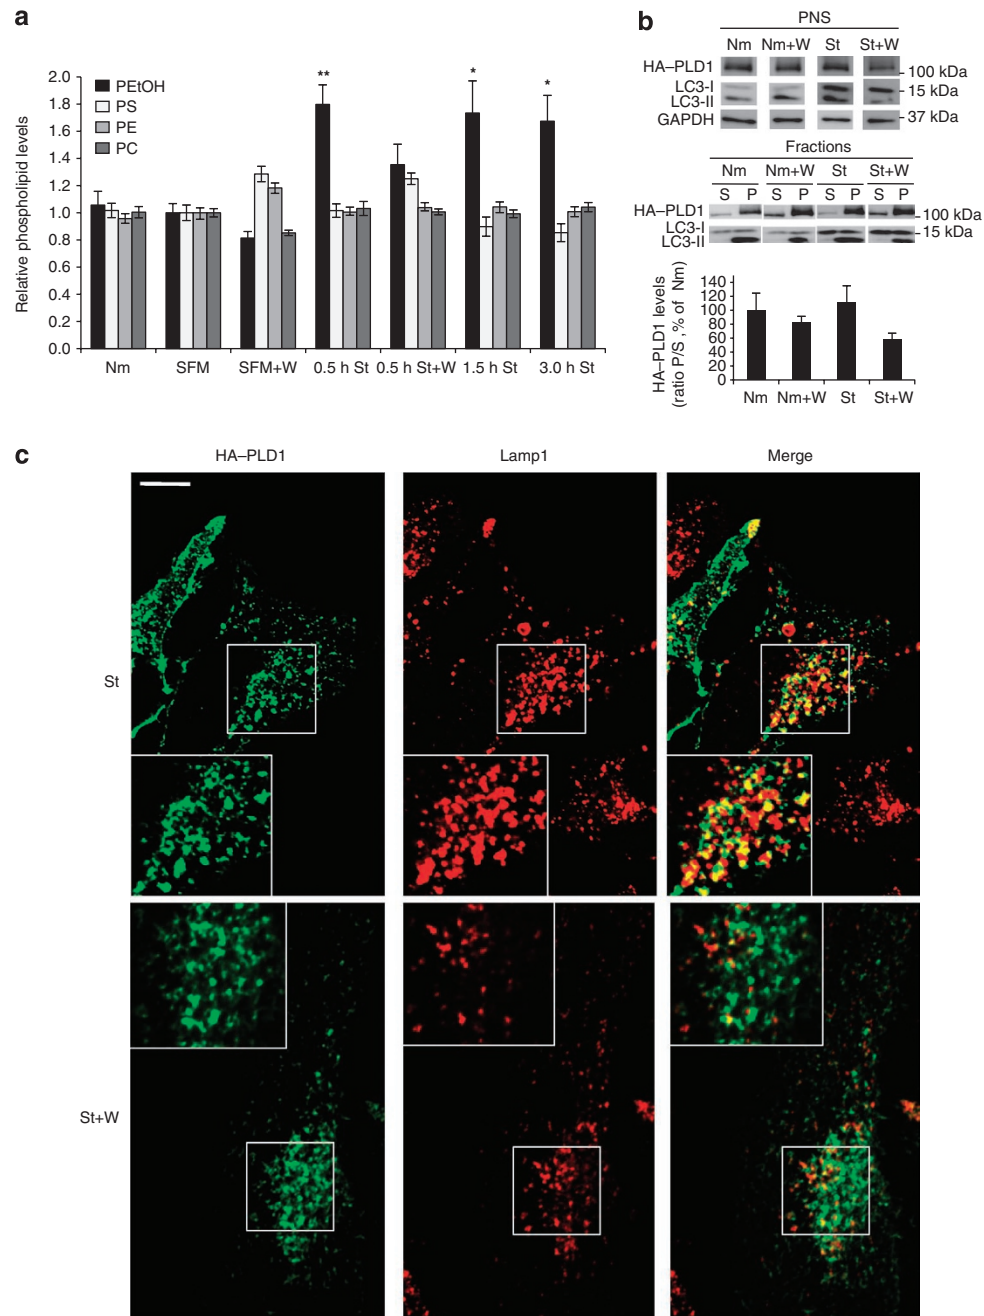 a
2.0
1.8
1.6
1.4
1.2
1.0
0.8
0.6
0.4
0.2
0.0
Relative phospholipid levels
PEtOH
PS
PE
PC
**
*
*
Nm
SFM
SFM+W
0.5 h St
0.5 h St+W
1.5 h St
3.0 h St
b
PNS
Nm Nm+W St St+W
HA–PLD1
100 kDa
LC3-I
15 kDa
LC3-II
GAPDH
37 kDa
Fractions
Nm Nm+W St St+W
S P S P S P S P
HA–PLD1
100 kDa
LC3-I
15 kDa
LC3-II
HA–PLD1 levels
(ratio P/S ,% of Nm)
140
120
100
80
60
40
20
0
Nm Nm+W St St+W
c
HA–PLD1 Lamp1 Merge
St
St+W